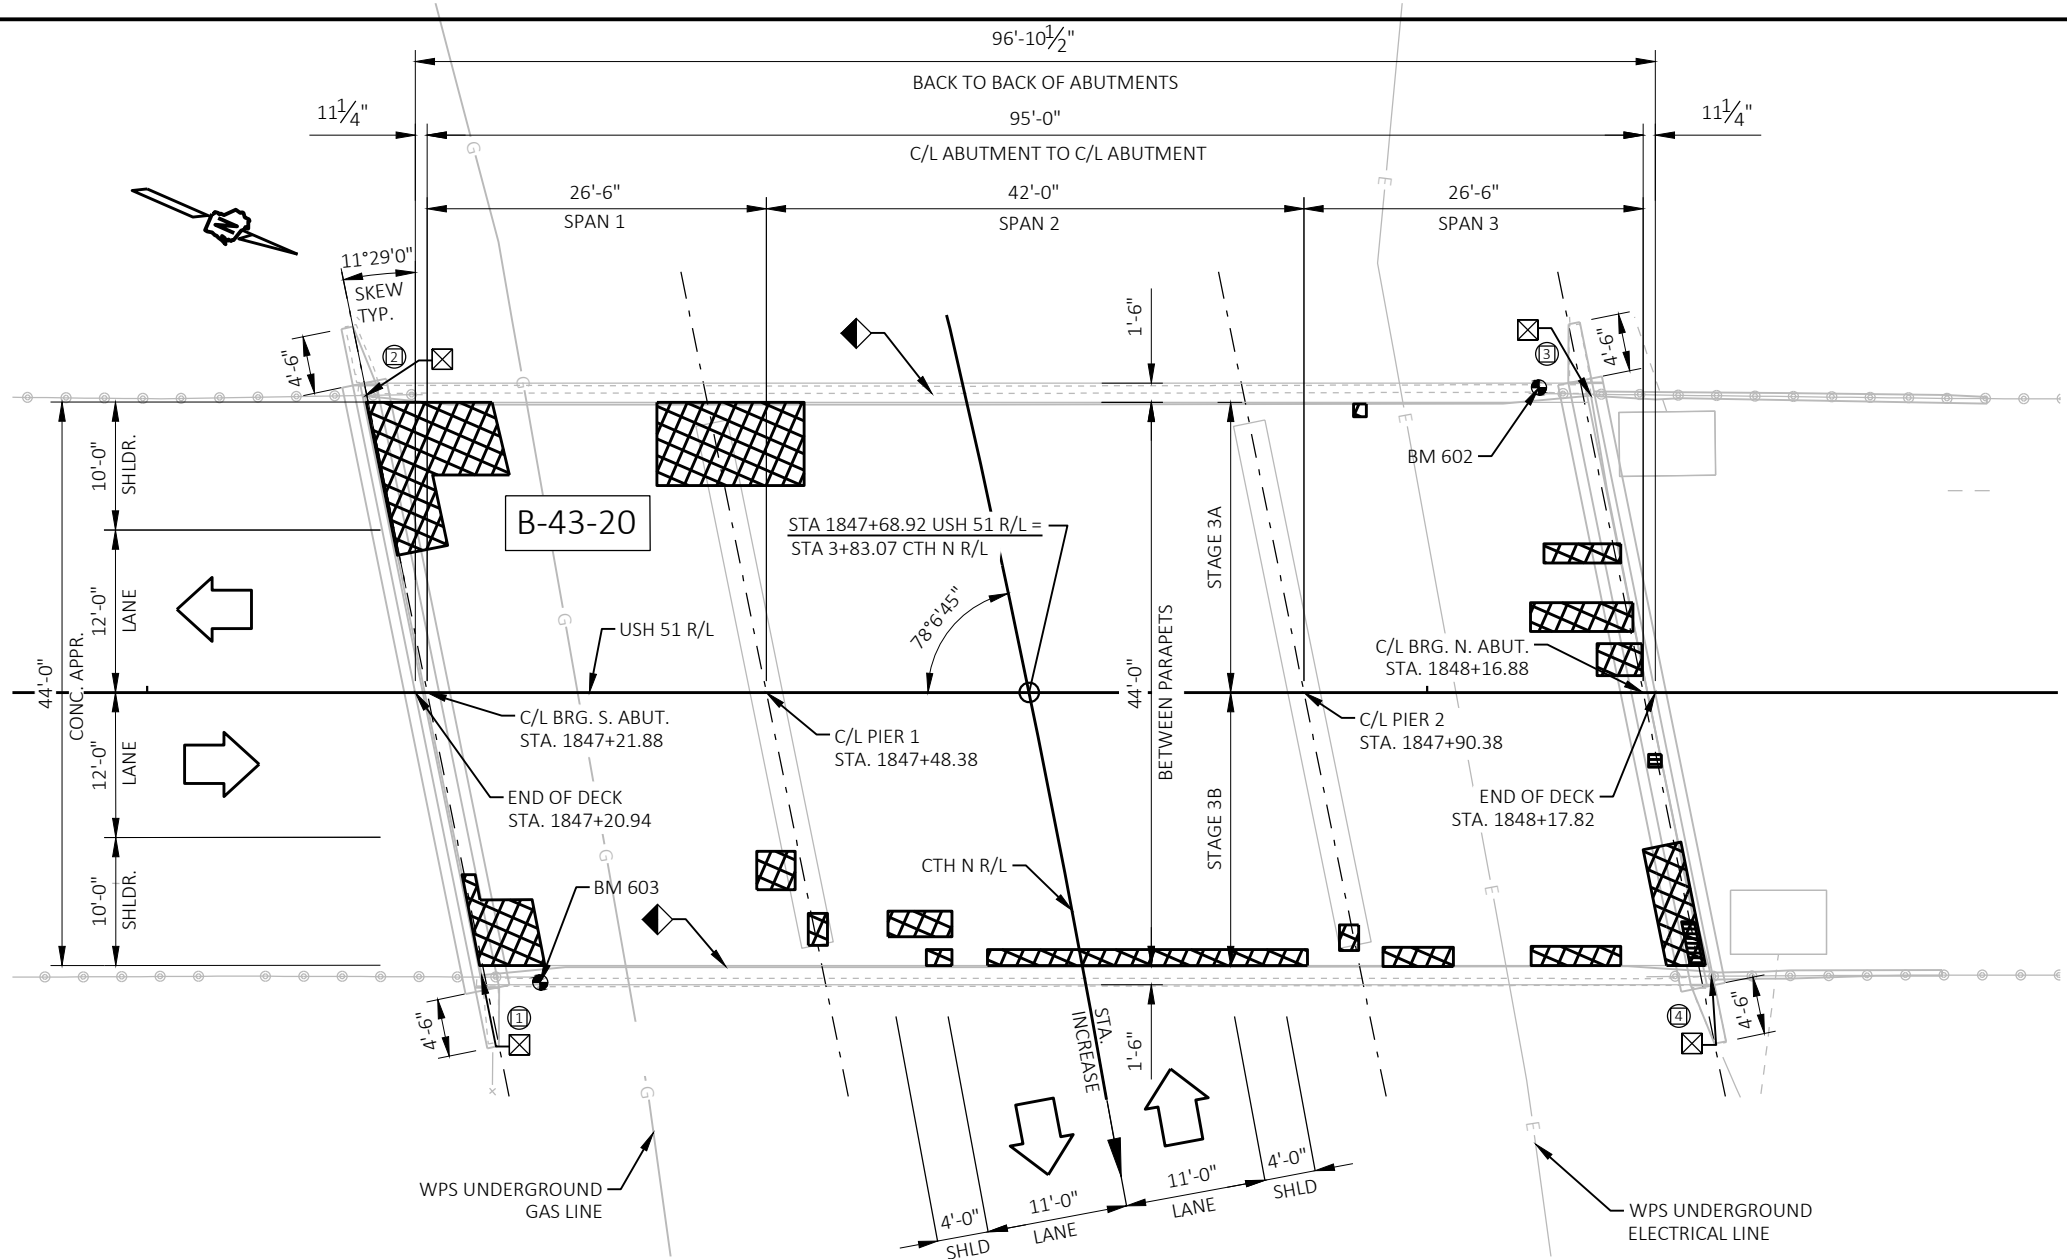 96'-10 1/2"
BACK TO BACK OF ABUTMENTS
11 1/4"
95'-0"
11 1/4"
C/L ABUTMENT TO C/L ABUTMENT
26'-6"
SPAN 1
42'-0"
SPAN 2
26'-6"
SPAN 3
N
11°29'0"
SKEW
TYP.
4'-6"
2
1'-6"
3
4'-6"
G
E
G
E
BM 602
10'-0"
SHLDR.
B-43-20
STA 1847+68.92 USH 51 R/L =
STA 3+83.07 CTH N R/L
STAGE 3A
12'-0"
LANE
78°6'45"
G
USH 51 R/L
C/L BRG. N. ABUT.
STA. 1848+16.88
44'-0"
CONC. APPR.
44'-0"
BETWEEN PARAPETS
C/L BRG. S. ABUT.
STA. 1847+21.88
C/L PIER 1
STA. 1847+48.38
C/L PIER 2
STA. 1847+90.38
12'-0"
LANE
END OF DECK
STA. 1847+20.94
END OF DECK
STA. 1848+17.82
STAGE 3B
G
CTH N R/L
E
10'-0"
SHLDR.
BM 603
4'-6"
1
1'-6"
STA.
INCREASE
4
4'-6"
G
E
WPS UNDERGROUND
GAS LINE
4'-0"
SHLD
11'-0"
LANE
11'-0"
LANE
4'-0"
SHLD
WPS UNDERGROUND
ELECTRICAL LINE